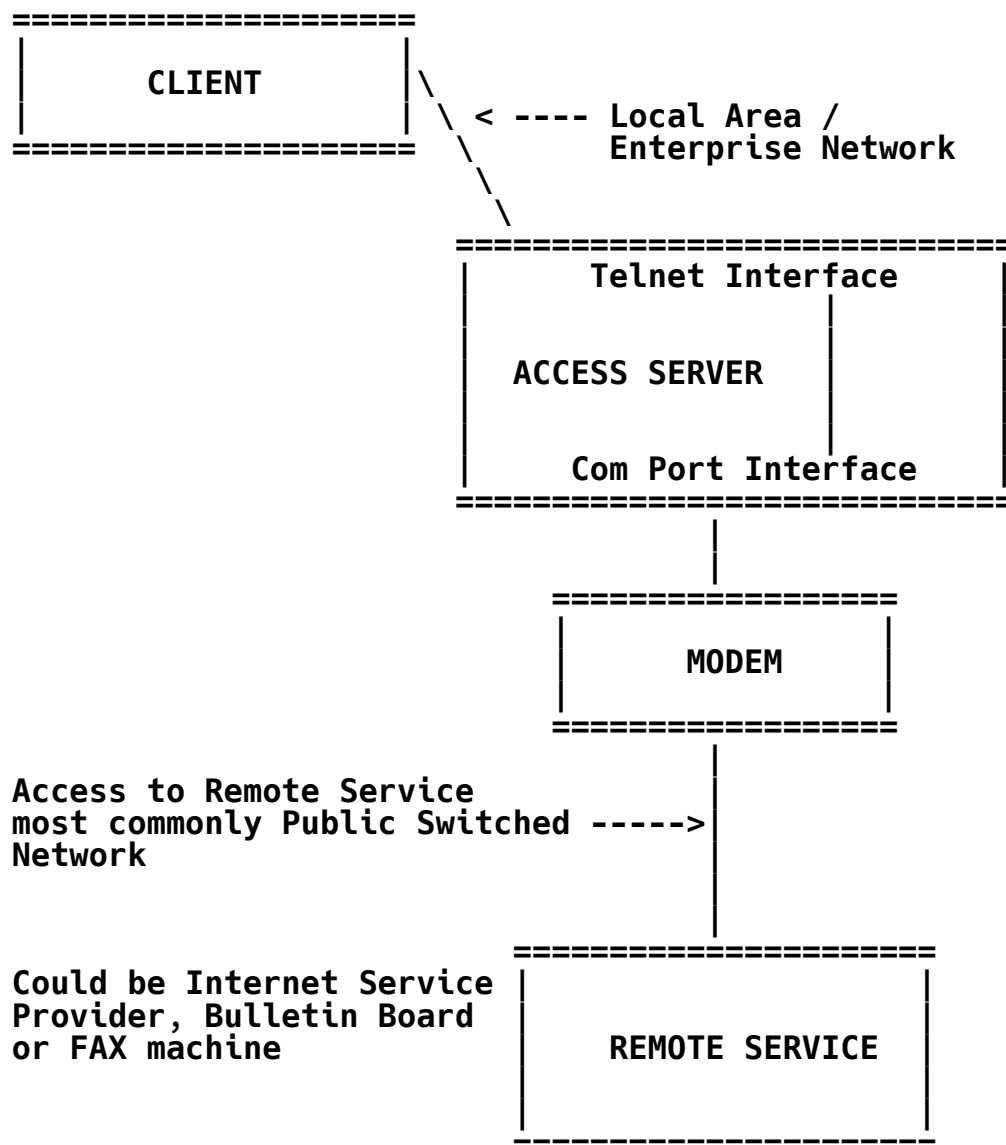 CLIENT
< ---- Local Area /
Enterprise Network
Telnet Interface
ACCESS SERVER
Com Port Interface
MODEM
Access to Remote Service
most commonly Public Switched ----->
Network
Could be Internet Service
Provider, Bulletin Board
or FAX machine
REMOTE SERVICE